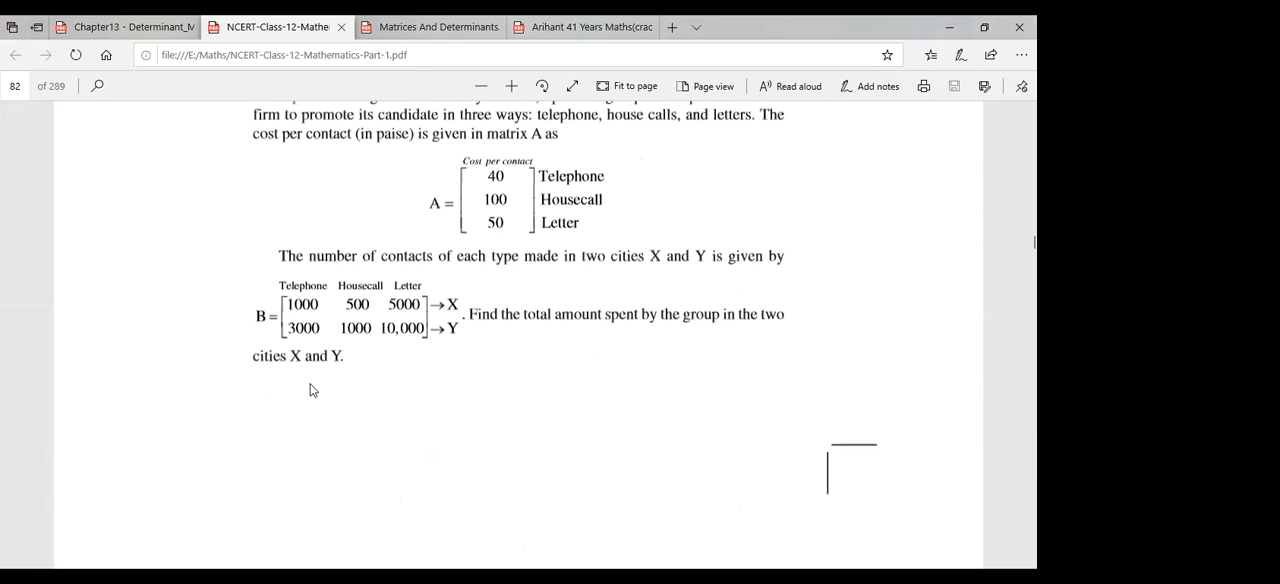 Chapter13 - Determinant_M
NCERT-Class-12-Mathe
Matrices And Determinants.
Arihant 41 Years Maths(crac
file:///E:/Maths/NCERT-Class-12-Mathematics-Part-1.pdf
82 of 289
Fit to page
Page view
Read aloud
Add notes
firm to promote its candidate in three ways: telephone, house calls, and letters. The
cost per contact (in paise) is given in matrix A as
Cost per contact
40 Telephone
A = 100 Housecall
50 Letter
The number of contacts of each type made in two cities X and Y is given by
Telephone Housecall Letter
1000 500 5000 → X
B = . Find the total amount spent by the group in the two
3000 1000 10,000 → Y
cities X and Y.